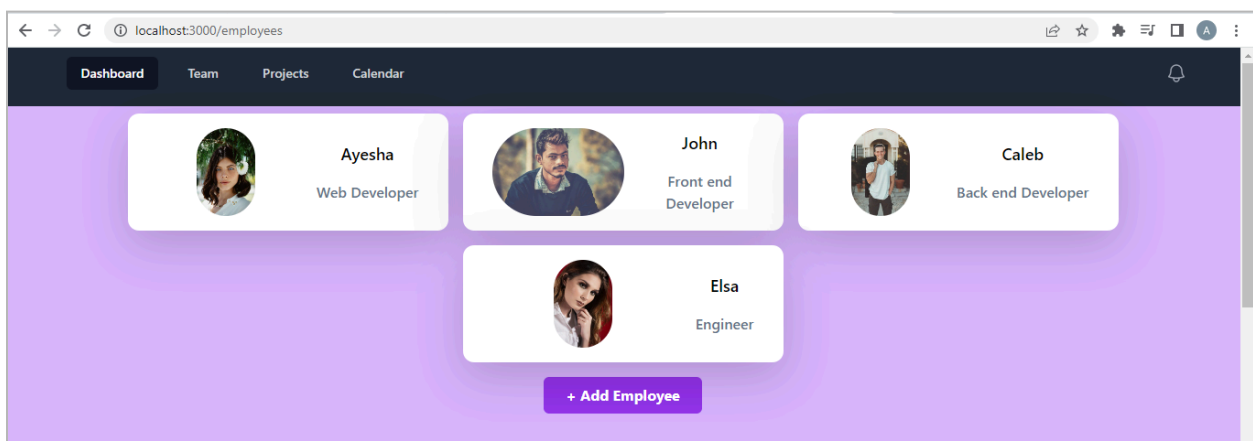 localhost:3000/employees
A
Dashboard Team Projects Calendar
Ayesha
Web Developer
John
Front end
Developer
Caleb
Back end Developer
Elsa
Engineer
+ Add Employee